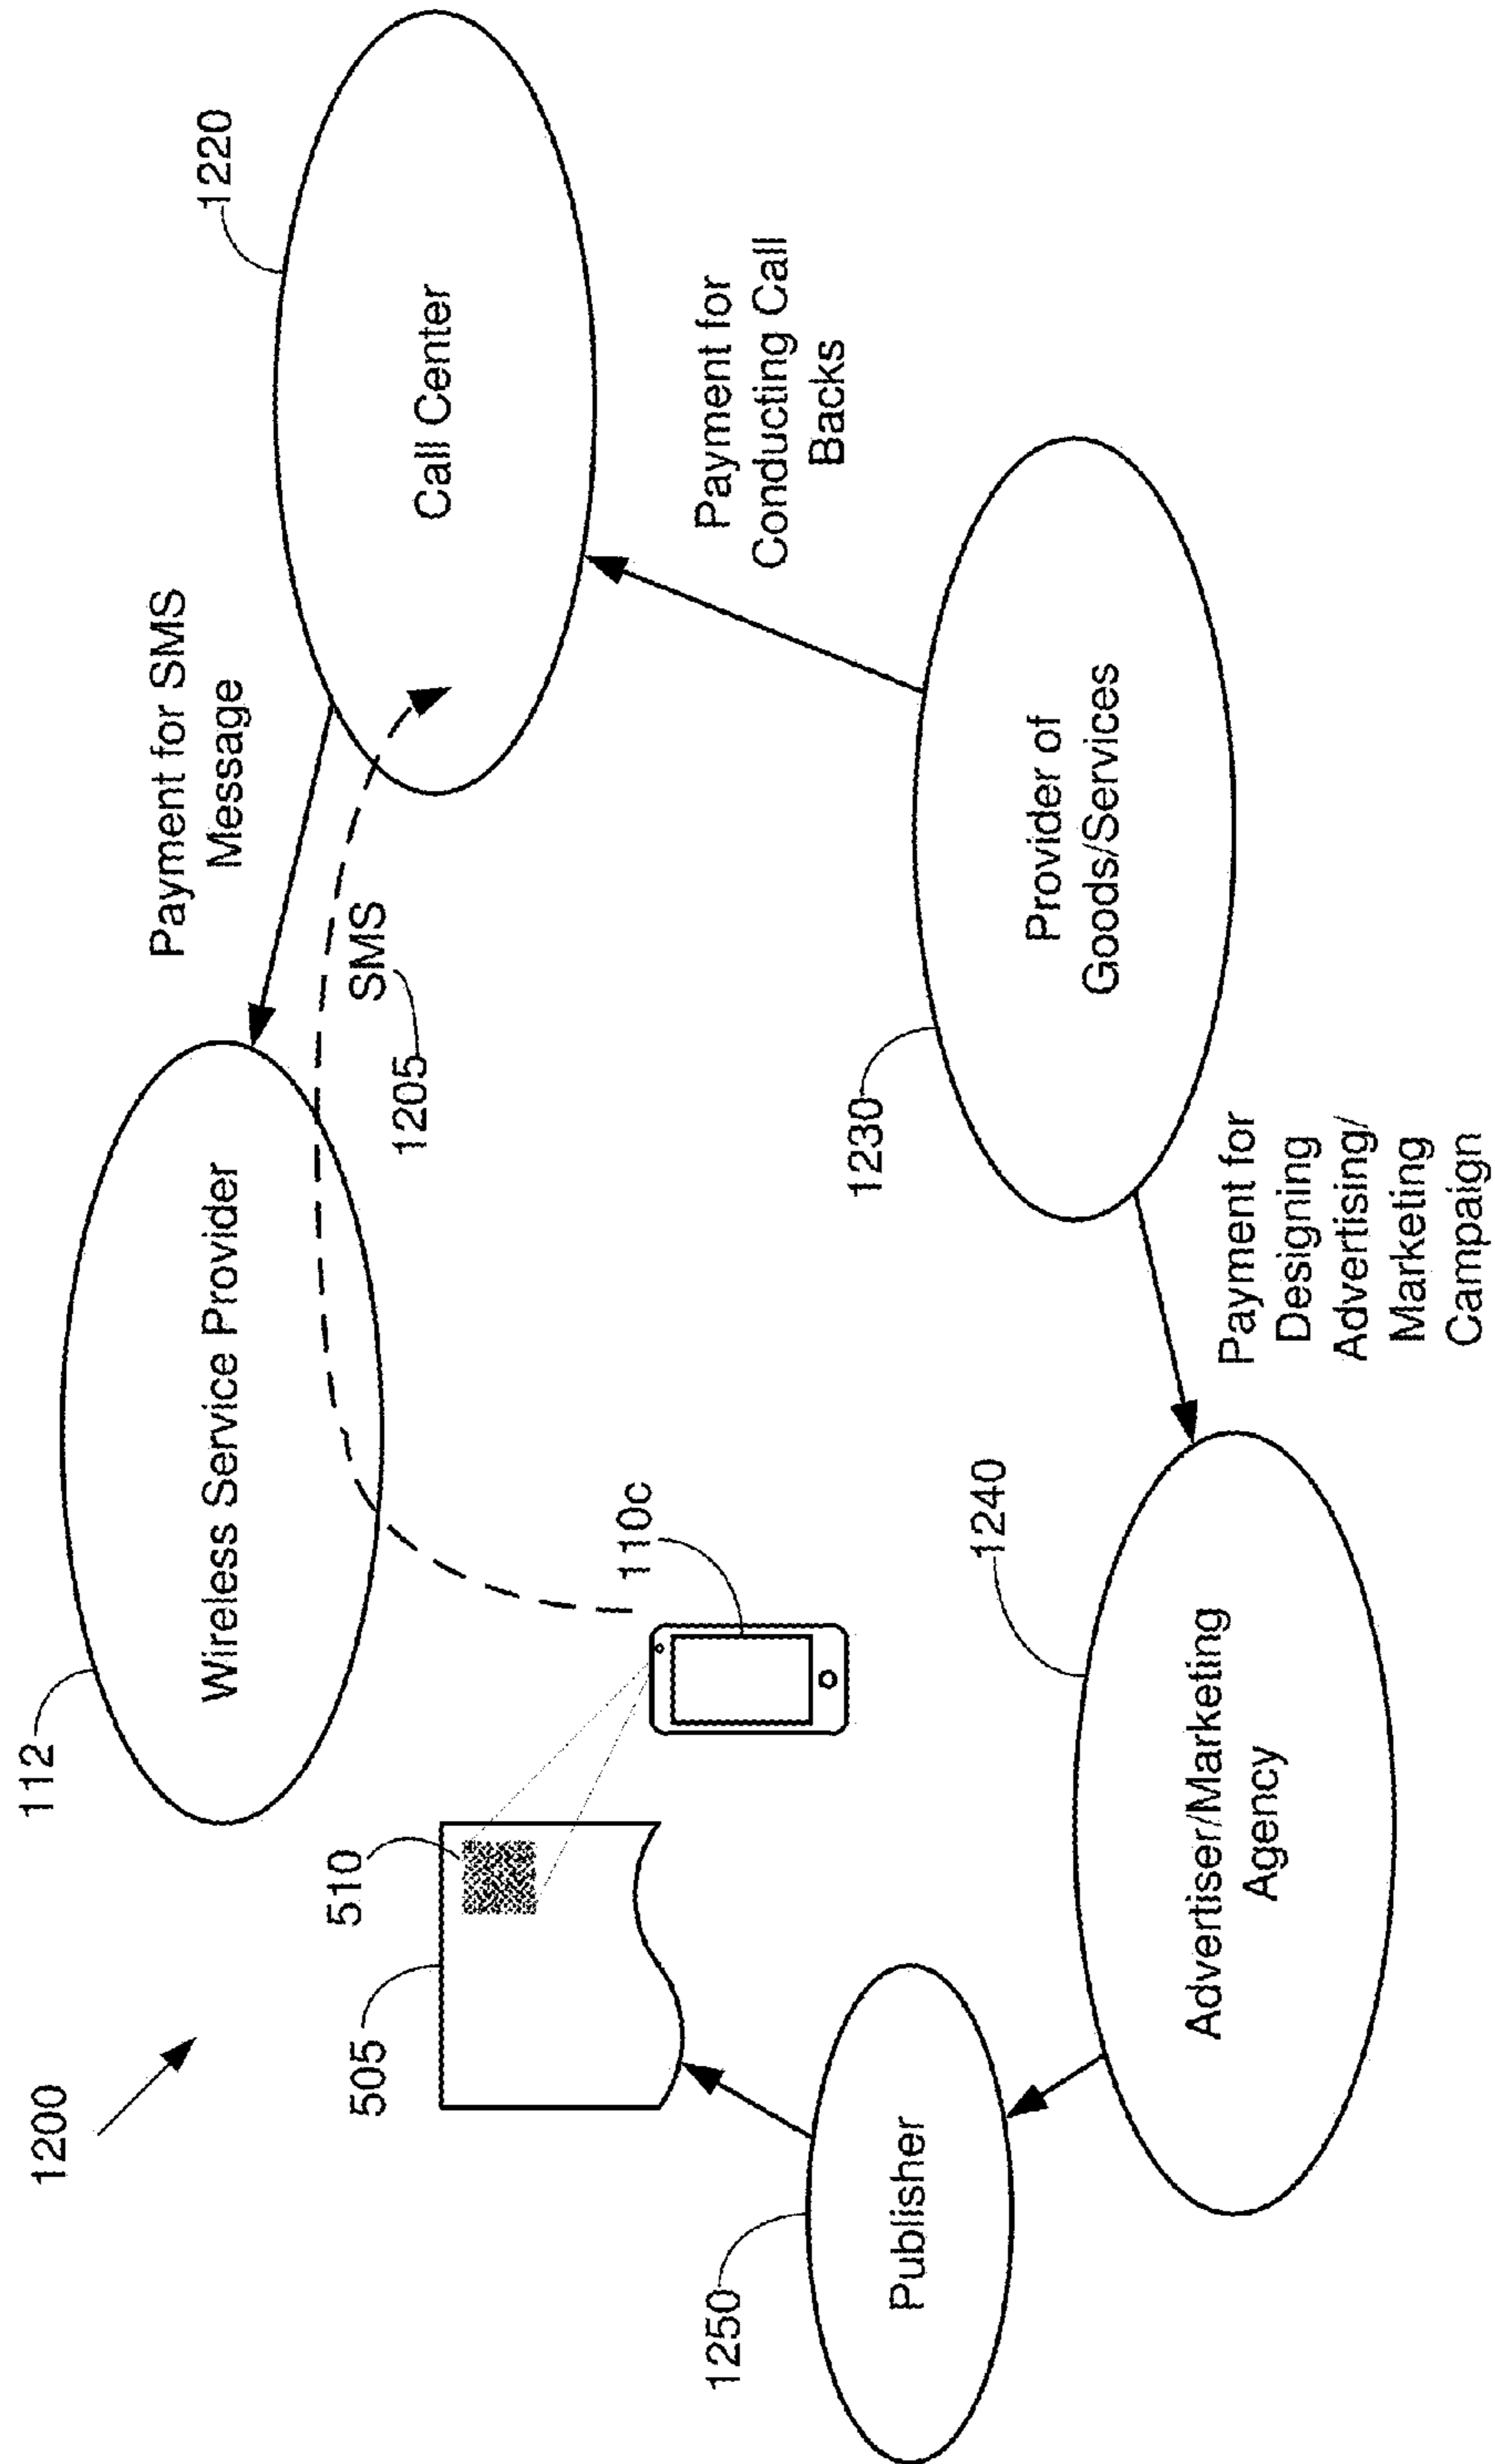 1200
112
Wireless Service Provider
Payment for SMS
Message
1220
Call Center
SMS
1205
505
510
110c
Payment for
Conducting Call
Backs
1250
Publisher
1240
Advertiser/Marketing
Agency
1230
Provider of
Goods/Services
Payment for
Designing
Advertising/
Marketing
Campaign